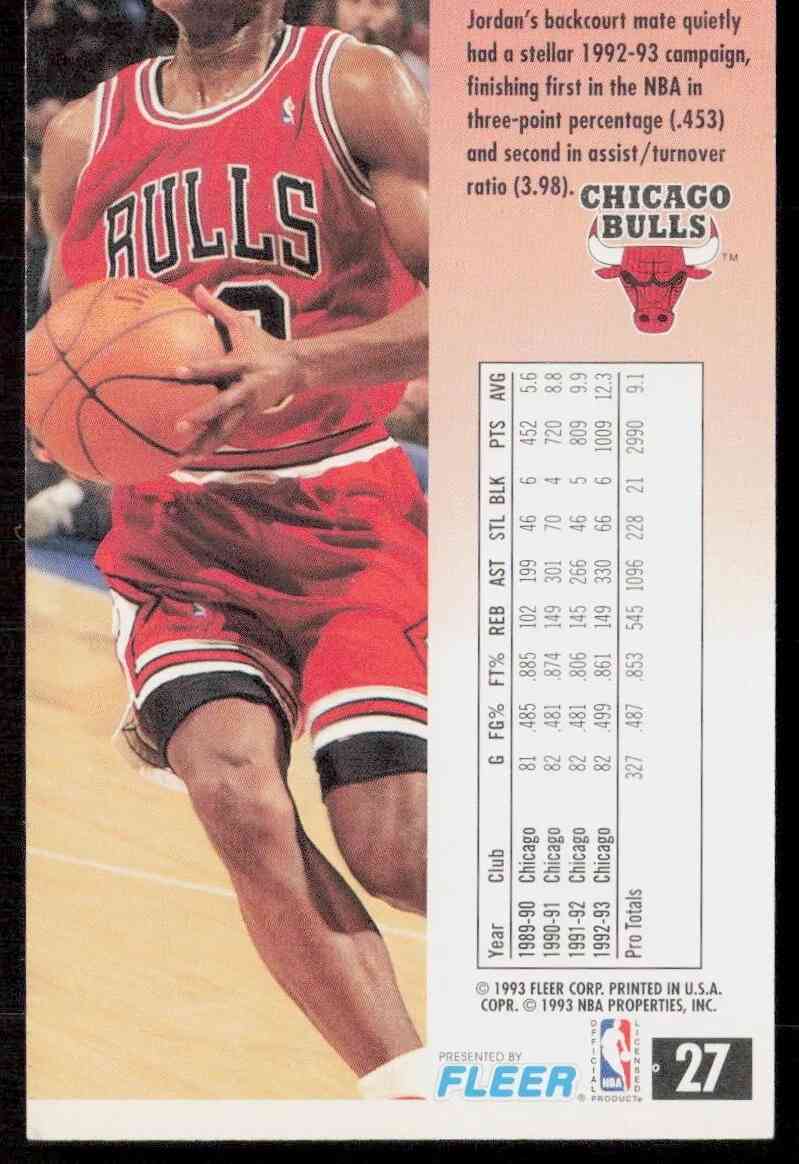 Jordan's backcourt mate quietly
had a stellar 1992-93 campaign,
finishing first in the NBA in
three-point percentage (.453)
and second in assist/turnover
ratio (3.98).
CHICAGO
BULLS
TM
BULLS
Year Club G FG% FT% REB AST STL BLK PTS AVG
1989-90 Chicago 81 .485 .885 102 199 46 6 452 5.6
1990-91 Chicago 82 .481 .874 149 301 70 4 720 8.8
1991-92 Chicago 82 .481 .806 145 266 46 5 809 9.9
1992-93 Chicago 82 .499 .861 149 330 66 6 1009 12.3
Pro Totals 327 .487 .853 545 1096 228 21 2990 9.1
© 1993 FLEER CORP. PRINTED IN U.S.A.
COPR. © 1993 NBA PROPERTIES, INC.
PRESENTED BY
FLEER®
OFFICIAL
NBA
LICENSED
PRODUCT
27